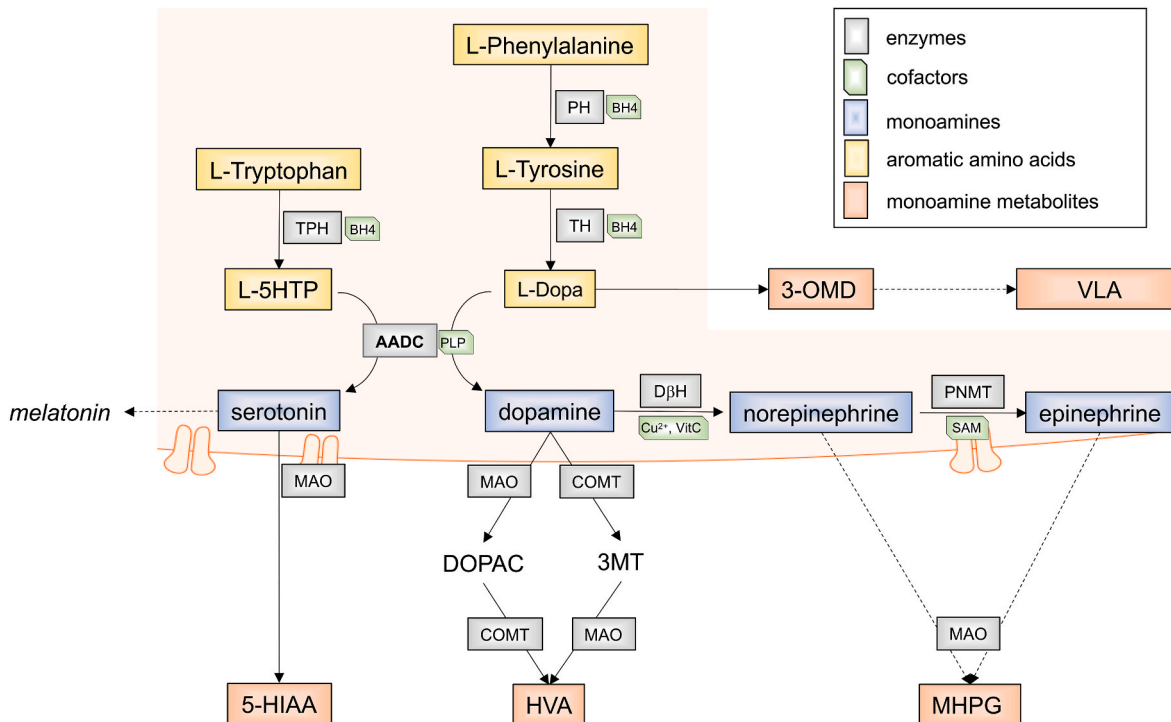 L-Phenylalanine
enzymes
cofactors
monoamines
aromatic amino acids
monoamine metabolites
PH
BH4
L-Tryptophan
L-Tyrosine
TPH
BH4
TH
BH4
L-5HTP
L-Dopa
3-OMD
VLA
AADC
PLP
melatonin
serotonin
dopamine
DβH
Cu²⁺, VitC
norepinephrine
PNMT
SAM
epinephrine
MAO
MAO
COMT
DOPAC
3MT
COMT
MAO
MAO
5-HIAA
HVA
MHPG